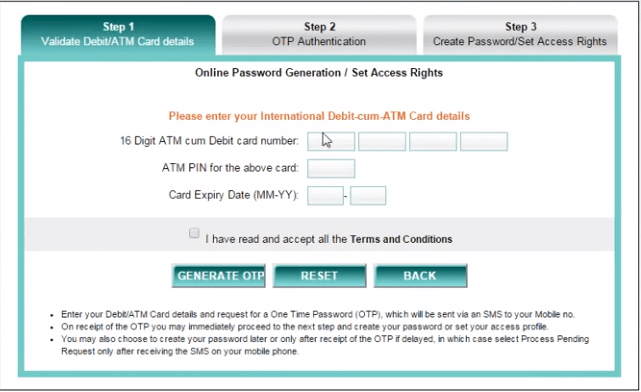 Step 1
Validate Debit/ATM Card details
Step 2
OTP Authentication
Step 3
Create Password/Set Access Rights
Online Password Generation / Set Access Rights
Please enter your International Debit-cum-ATM Card details
16 Digit ATM cum Debit card number:
ATM PIN for the above card:
Card Expiry Date (MM-YY): -
I have read and accept all the Terms and Conditions
GENERATE OTP RESET BACK
• Enter your Debit/ATM Card details and request for a One Time Password (OTP), which will be sent via an SMS to your Mobile no.
• On receipt of the OTP you may immediately proceed to the next step and create your password or set your access profile.
• You may also choose to create your password later or only after receipt of the OTP if delayed, in which case select Process Pending
Request only after receiving the SMS on your mobile phone.